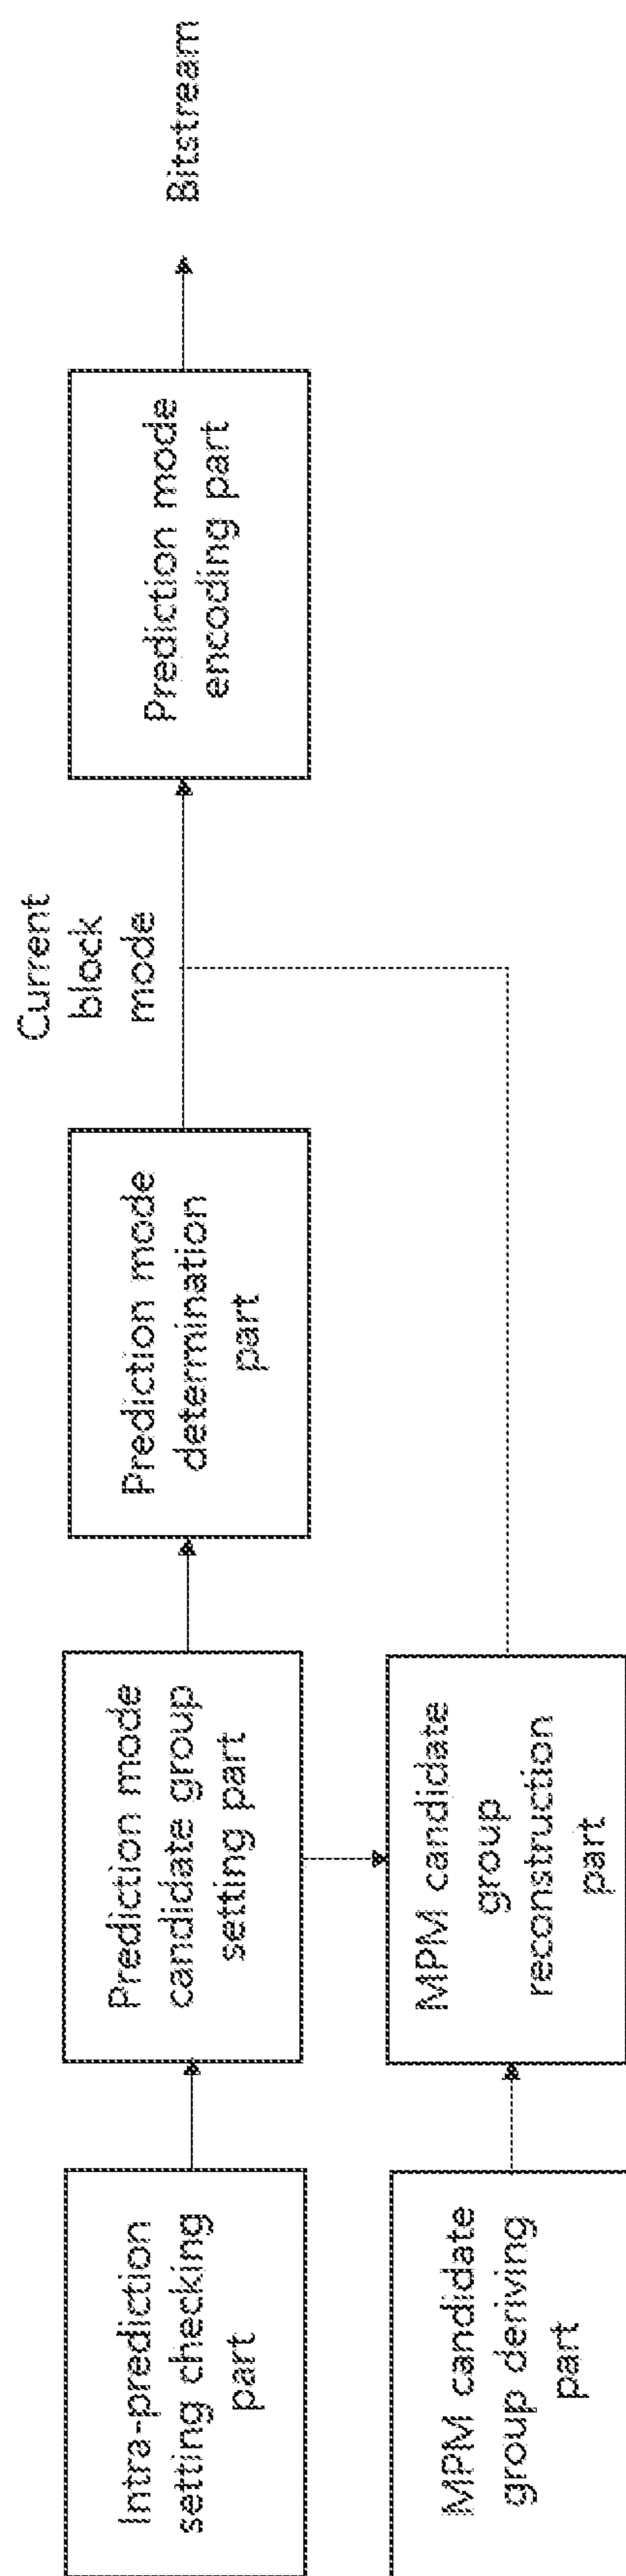 Intra-prediction
setting checking
part
Prediction mode
candidate group
setting part
Prediction mode
determination
part
Current
block
mode
Prediction mode
encoding part
Bitstream
MPM candidate
group deriving
part
MPM candidate
group
reconstruction
part